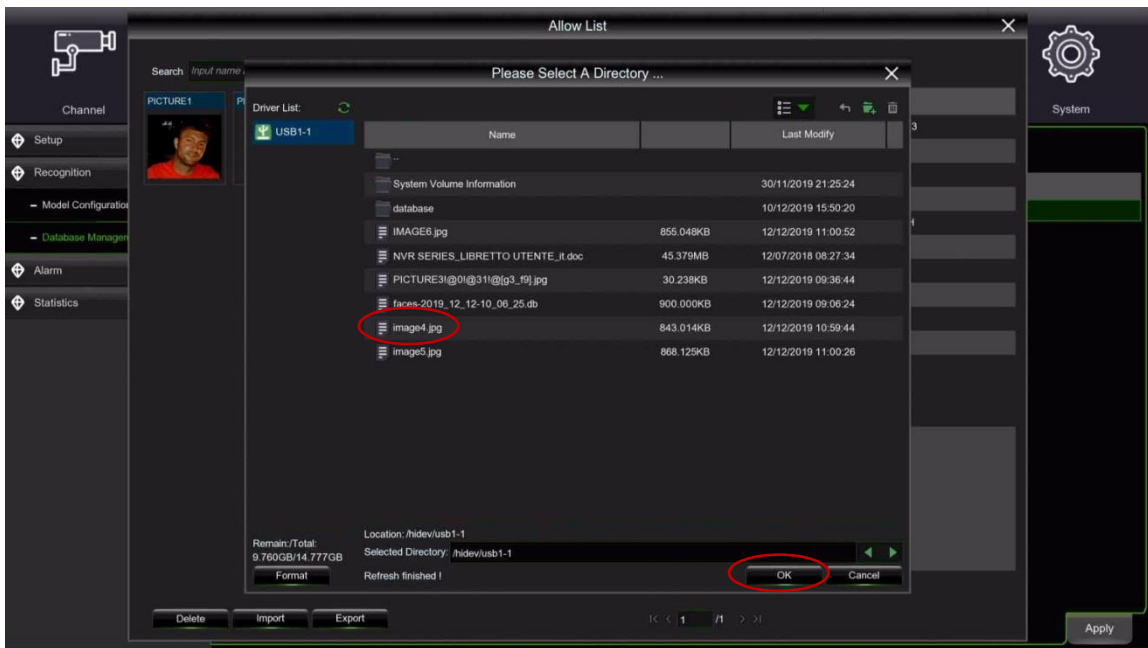 Allow List
Search Input name
Please Select A Directory ...
Channel
System
PICTURE1
Driver List:
USB1-1
Name
Last Modify
Setup
Recognition
Model Configuration
Database Managem
Alarm
Statistics
..
System Volume Information 30/11/2019 21:25:24
database 10/12/2019 15:50:20
IMAGE6.jpg 855.048KB 12/12/2019 11:00:52
NVR SERIES_LIBRETTO UTENTE_it.doc 45.379MB 12/07/2018 08:27:34
PICTURE3!@0!@31!@[g3_f9].jpg 30.238KB 12/12/2019 09:36:44
faces-2019_12_12-10_06_25.db 900.000KB 12/12/2019 09:06:24
image4.jpg 843.014KB 12/12/2019 10:59:44
image5.jpg 868.125KB 12/12/2019 11:00:26
3
Remain:/Total:
9.760GB/14.777GB
Location: /hidev/usb1-1
Selected Directory: /hidev/usb1-1
Format
Refresh finished !
OK
Cancel
Delete
Import
Export
1 /1
Apply